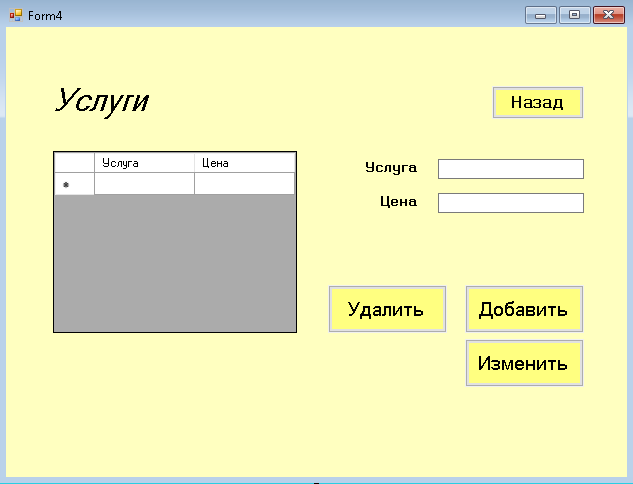 Form4
Услуги
Назад
Услуга Цена
Услуга
Цена
Удалить Добавить
Изменить